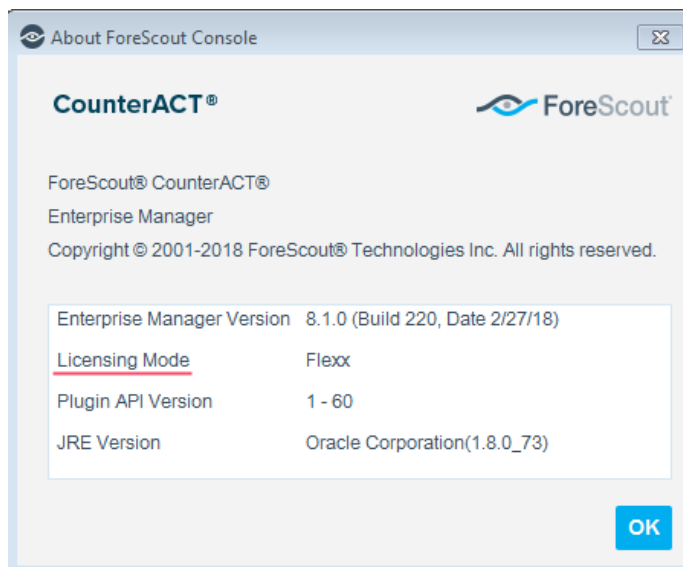 About ForeScout Console
CounterACT®
ForeScout
ForeScout® CounterACT®
Enterprise Manager
Copyright © 2001-2018 ForeScout® Technologies Inc. All rights reserved.
Enterprise Manager Version 8.1.0 (Build 220, Date 2/27/18)
Licensing Mode Flexx
Plugin API Version 1 - 60
JRE Version Oracle Corporation(1.8.0_73)
OK